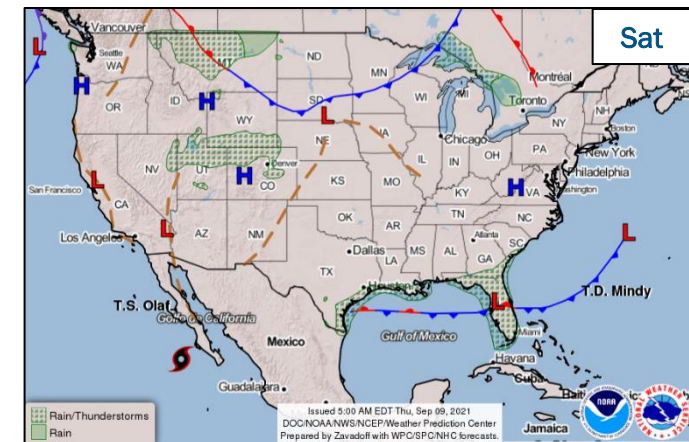 Sat
Vancouver
Seattle
WA
MT
ND
MN
Montréal
OR
ID
SD
WI
MI
Toronto
NH
WY
NY
Boston
NE
IA
Chicago
PA
New York
NV
UT
Denver
IL
IN
OH
Philadelphia
San Francisco
CO
KS
MO
KY
VA
Washington
CA
TN
NC
Los Angeles
AZ
NM
OK
AR
Atlanta
SC
Dallas
MS
AL
GA
TX
LA
Houston
T.S. Olaf
Golfo de California
T.D. Mindy
Gulf of Mexico
Miami
Mexico
Havana
Cuba
Guadalajara
Jamaica
H
H
H
H
L
L
L
L
L
L
Rain/Thunderstorms
Rain
Issued 5:00 AM EDT Thu, Sep 09, 2021
DOC/NOAA/NWS/NCEP/Weather Prediction Center
Prepared by Zavadoff with WPC/SPC/NHC forecasts.
NOAA
NATIONAL WEATHER SERVICE